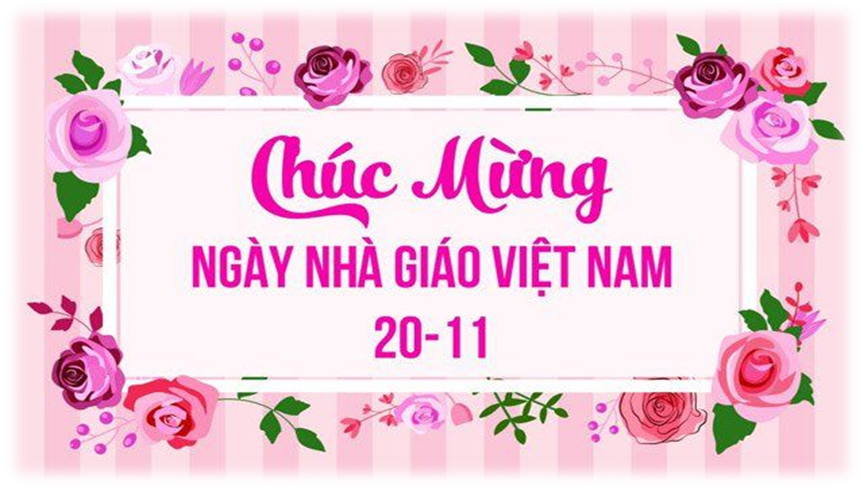 Chúc Mừng
NGÀY NHÀ GIÁO VIỆT NAM
20-11